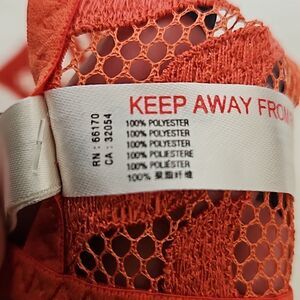 KEEP AWAY FROM
RN : 66170
CA : 32054
100% POLYESTER
100% POLYESTER
100% POLYESTER
100% POLIESTERE
100% POLIÉSTER
100% 聚酯纤维